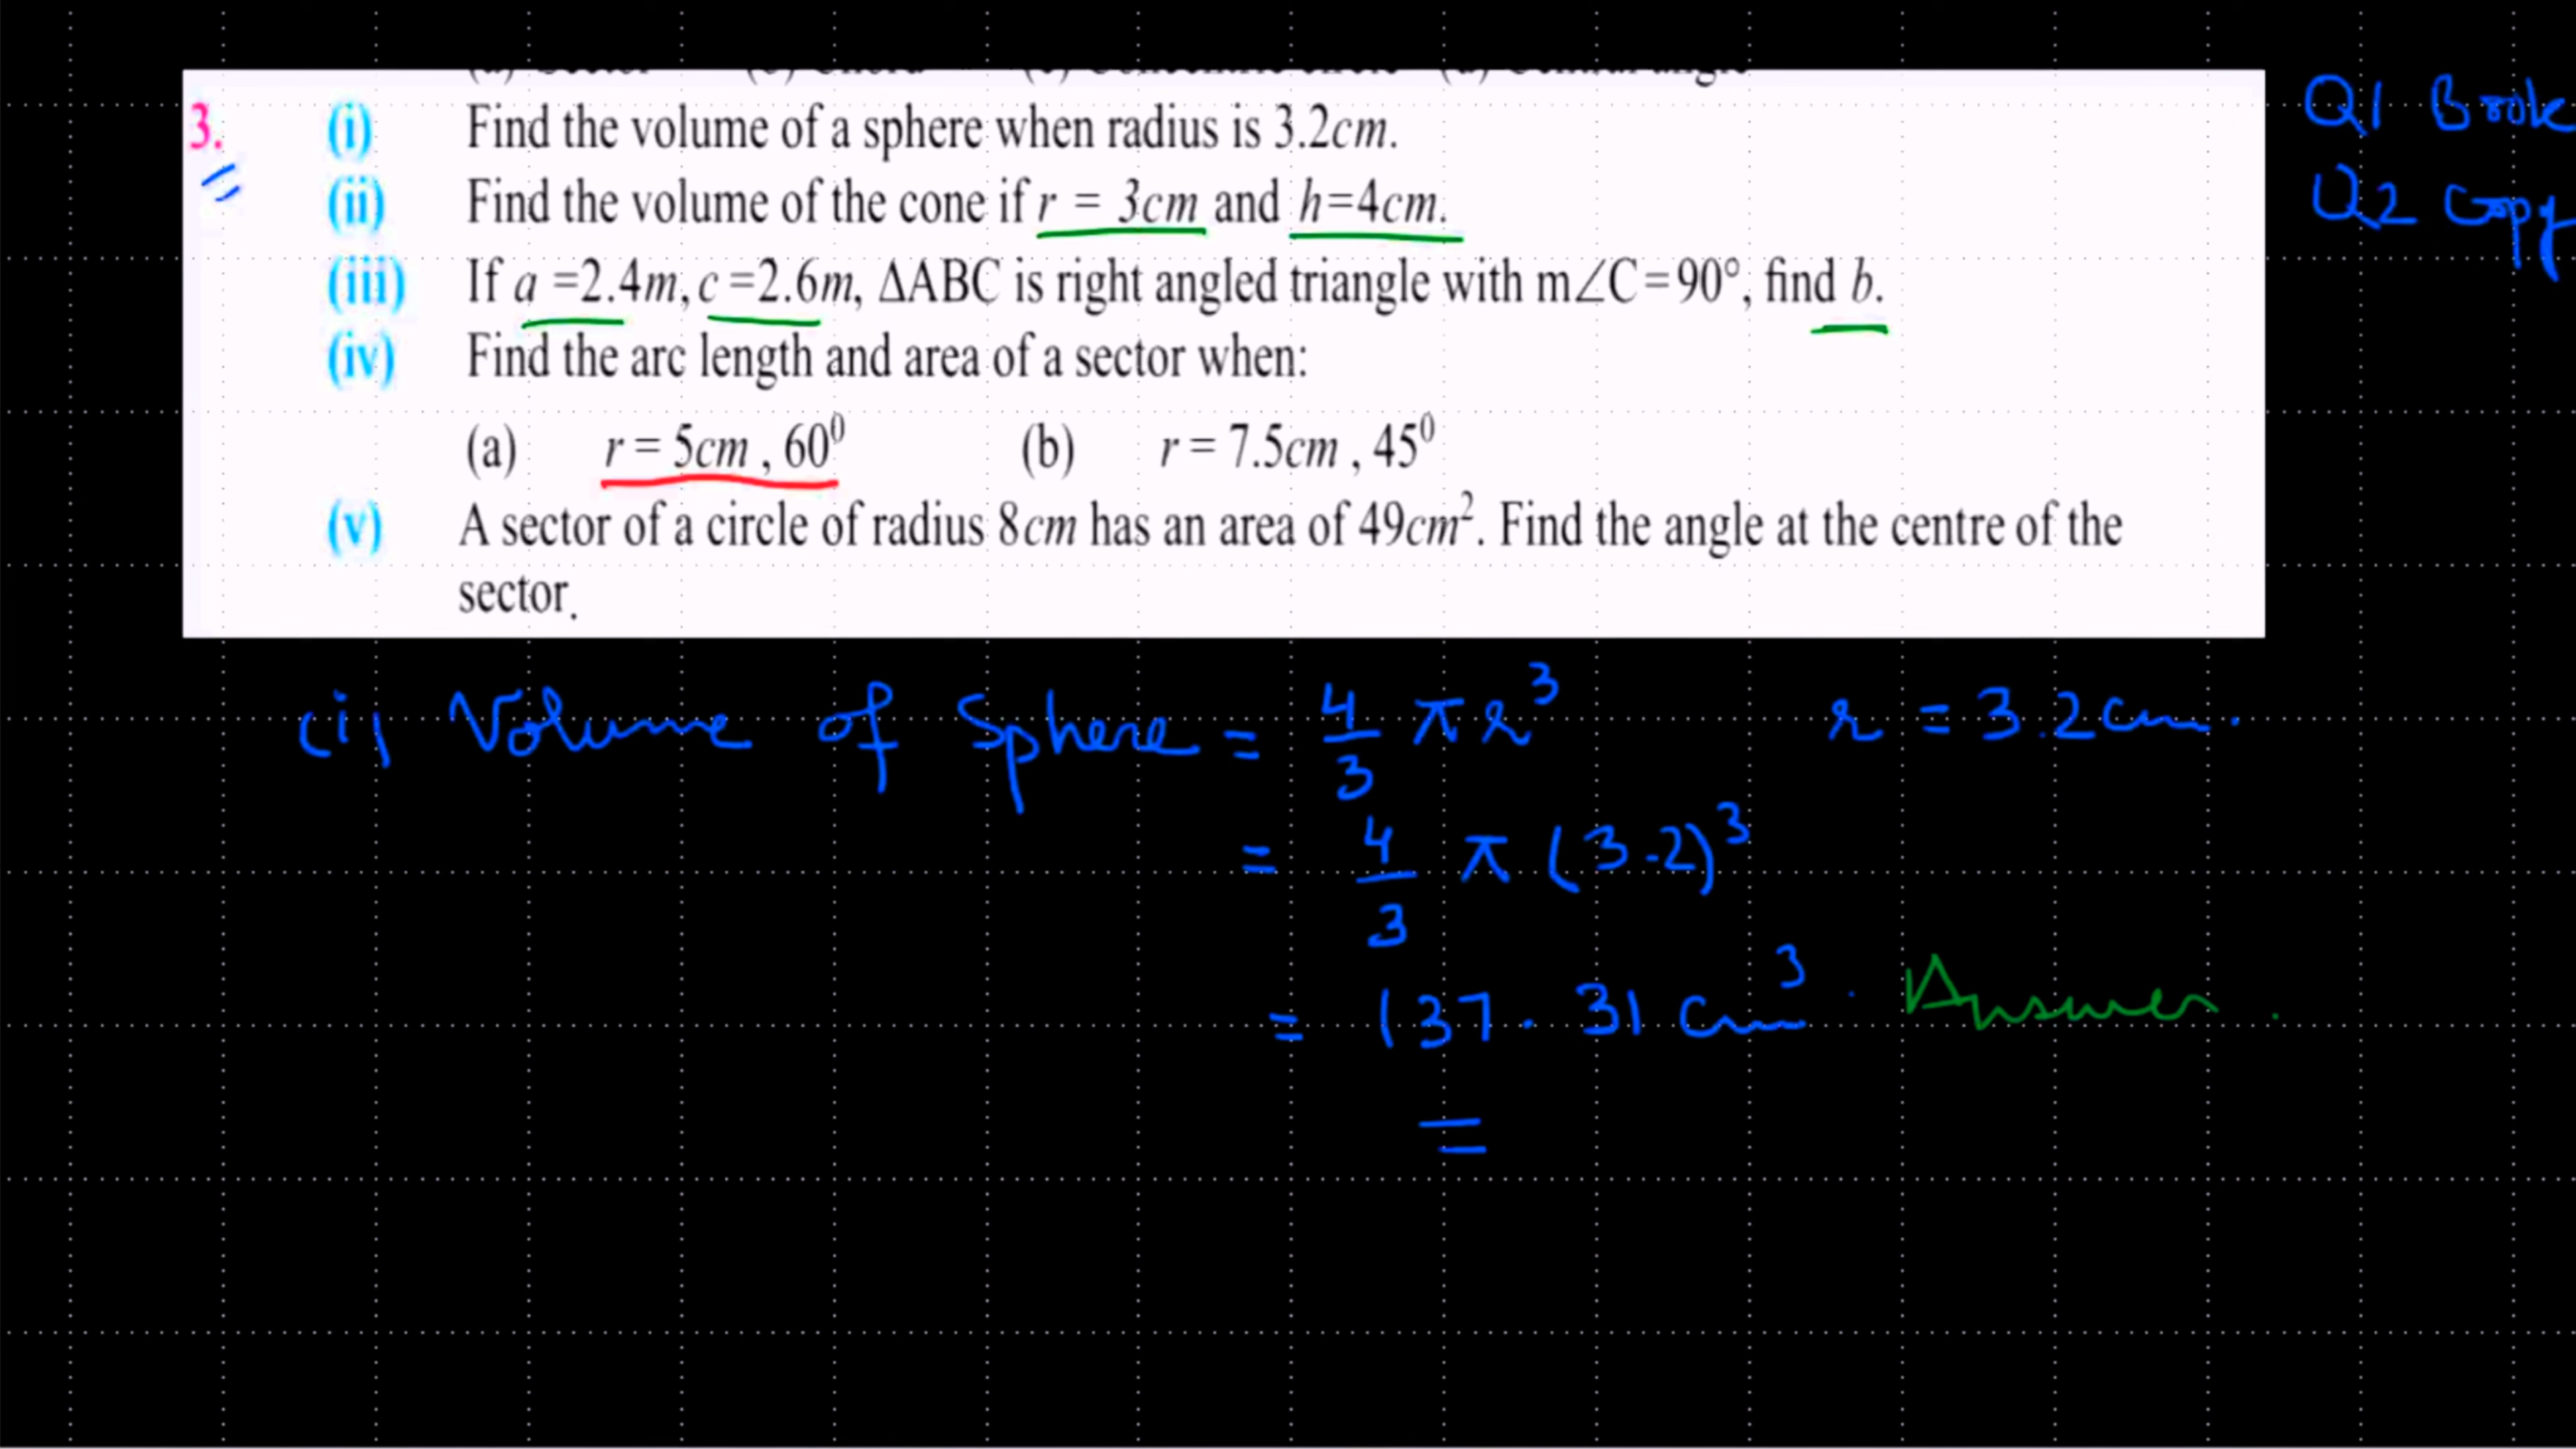 3. (i) Find the volume of a sphere when radius is 3.2cm.
(ii) Find the volume of the cone if r = 3cm and h=4cm.
(iii) If a =2.4m, c =2.6m, ΔABC is right angled triangle with m∠C=90°, find b.
(iv) Find the arc length and area of a sector when:
(a) r = 5cm , 60⁰ (b) r = 7.5cm , 45⁰
(v) A sector of a circle of radius 8cm has an area of 49cm². Find the angle at the centre of the
sector.
Q1 Book
Q2 Copy
(i) Volume of Sphere = 4/3 π r³ r = 3.2cm.
= 4/3 π (3.2)³
= 137.31 cm³. Answer.
=